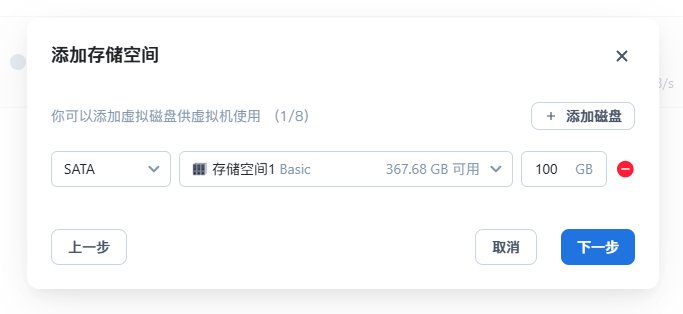 添加存储空间
你可以添加虚拟磁盘供虚拟机使用 （1/8）
+ 添加磁盘
SATA 存储空间1 Basic 367.68 GB 可用 100 GB
上一步 取消 下一步